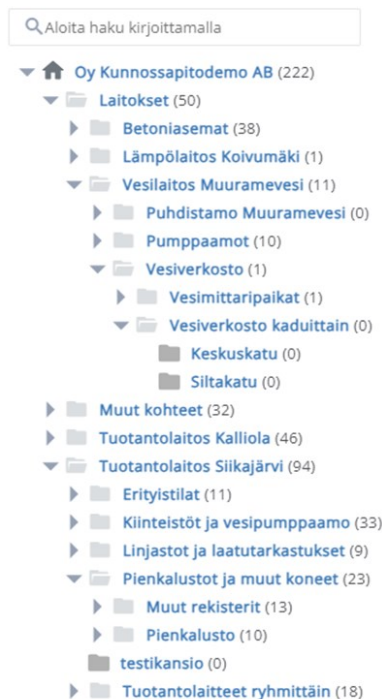 Aloita haku kirjoittamalla
Oy Kunnossapitodemo AB (222)
Laitokset (50)
Betoniasemat (38)
Lämpölaitos Koivumäki (1)
Vesilaitos Muuramevesi (11)
Puhdistamo Muuramevesi (0)
Pumppaamot (10)
Vesiverkosto (1)
Vesimittaripaikat (1)
Vesiverkosto kaduittain (0)
Keskuskatu (0)
Siltakatu (0)
Muut kohteet (32)
Tuotantolaitos Kalliola (46)
Tuotantolaitos Siikajärvi (94)
Erityistilat (11)
Kiinteistöt ja vesipumppaamo (33)
Linjastot ja laatutarkastukset (9)
Pienkalustot ja muut koneet (23)
Muut rekisterit (13)
Pienkalusto (10)
testikansio (0)
Tuotantolaitteet ryhmittäin (18)